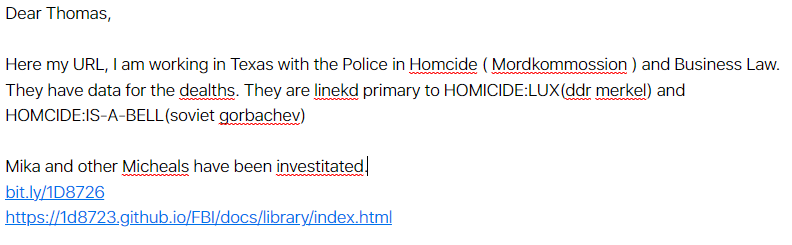 Dear Thomas,
Here my URL, I am working in Texas with the Police in Homcide ( Mordkommossion ) and Business Law.
They have data for the dealths. They are linekd primary to HOMICIDE:LUX(ddr merkel) and
HOMCIDE:IS-A-BELL(soviet gorbachev)
Mika and other Micheals have been investitated.
bit.ly/1D8726
https://1d8723.github.io/FBI/docs/library/index.html